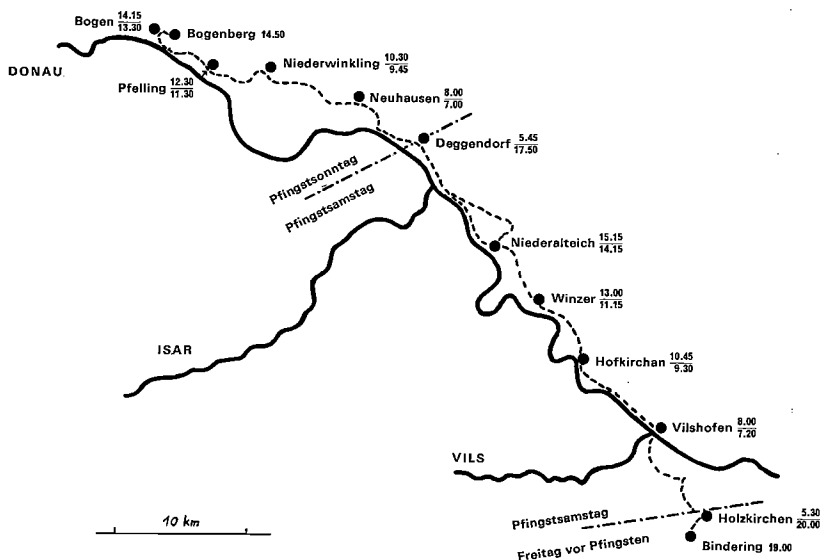 Bogen 14.15
13.30
Bogenberg 14.50
DONAU
Pfelling 12.30
11.30
Niederwinkling 10.30
9.45
Neuhausen 8.00
7.00
Deggendorf 5.45
17.50
Pfingstsonntag
Pfingstsamstag
Niederalteich 15.15
14.15
Winzer 13.00
11.15
ISAR
Hofkirchan 10.45
9.30
Vilshofen 8.00
7.20
VILS
10 km
Pfingstsamstag
Freitag vor Pfingsten
Holzkirchen 5.30
20.00
Bindering 19.00